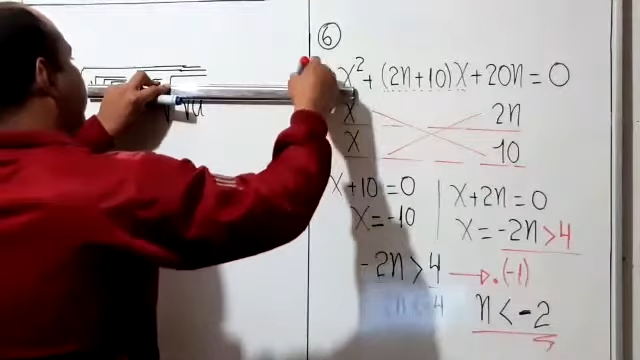 ⑥
x² + (2n+10)x + 20n = 0
x 2n
x 10
x+10 = 0
x = -10
x+2n = 0
x = -2n > 4
-2n > 4 → .(-1)
n < -2